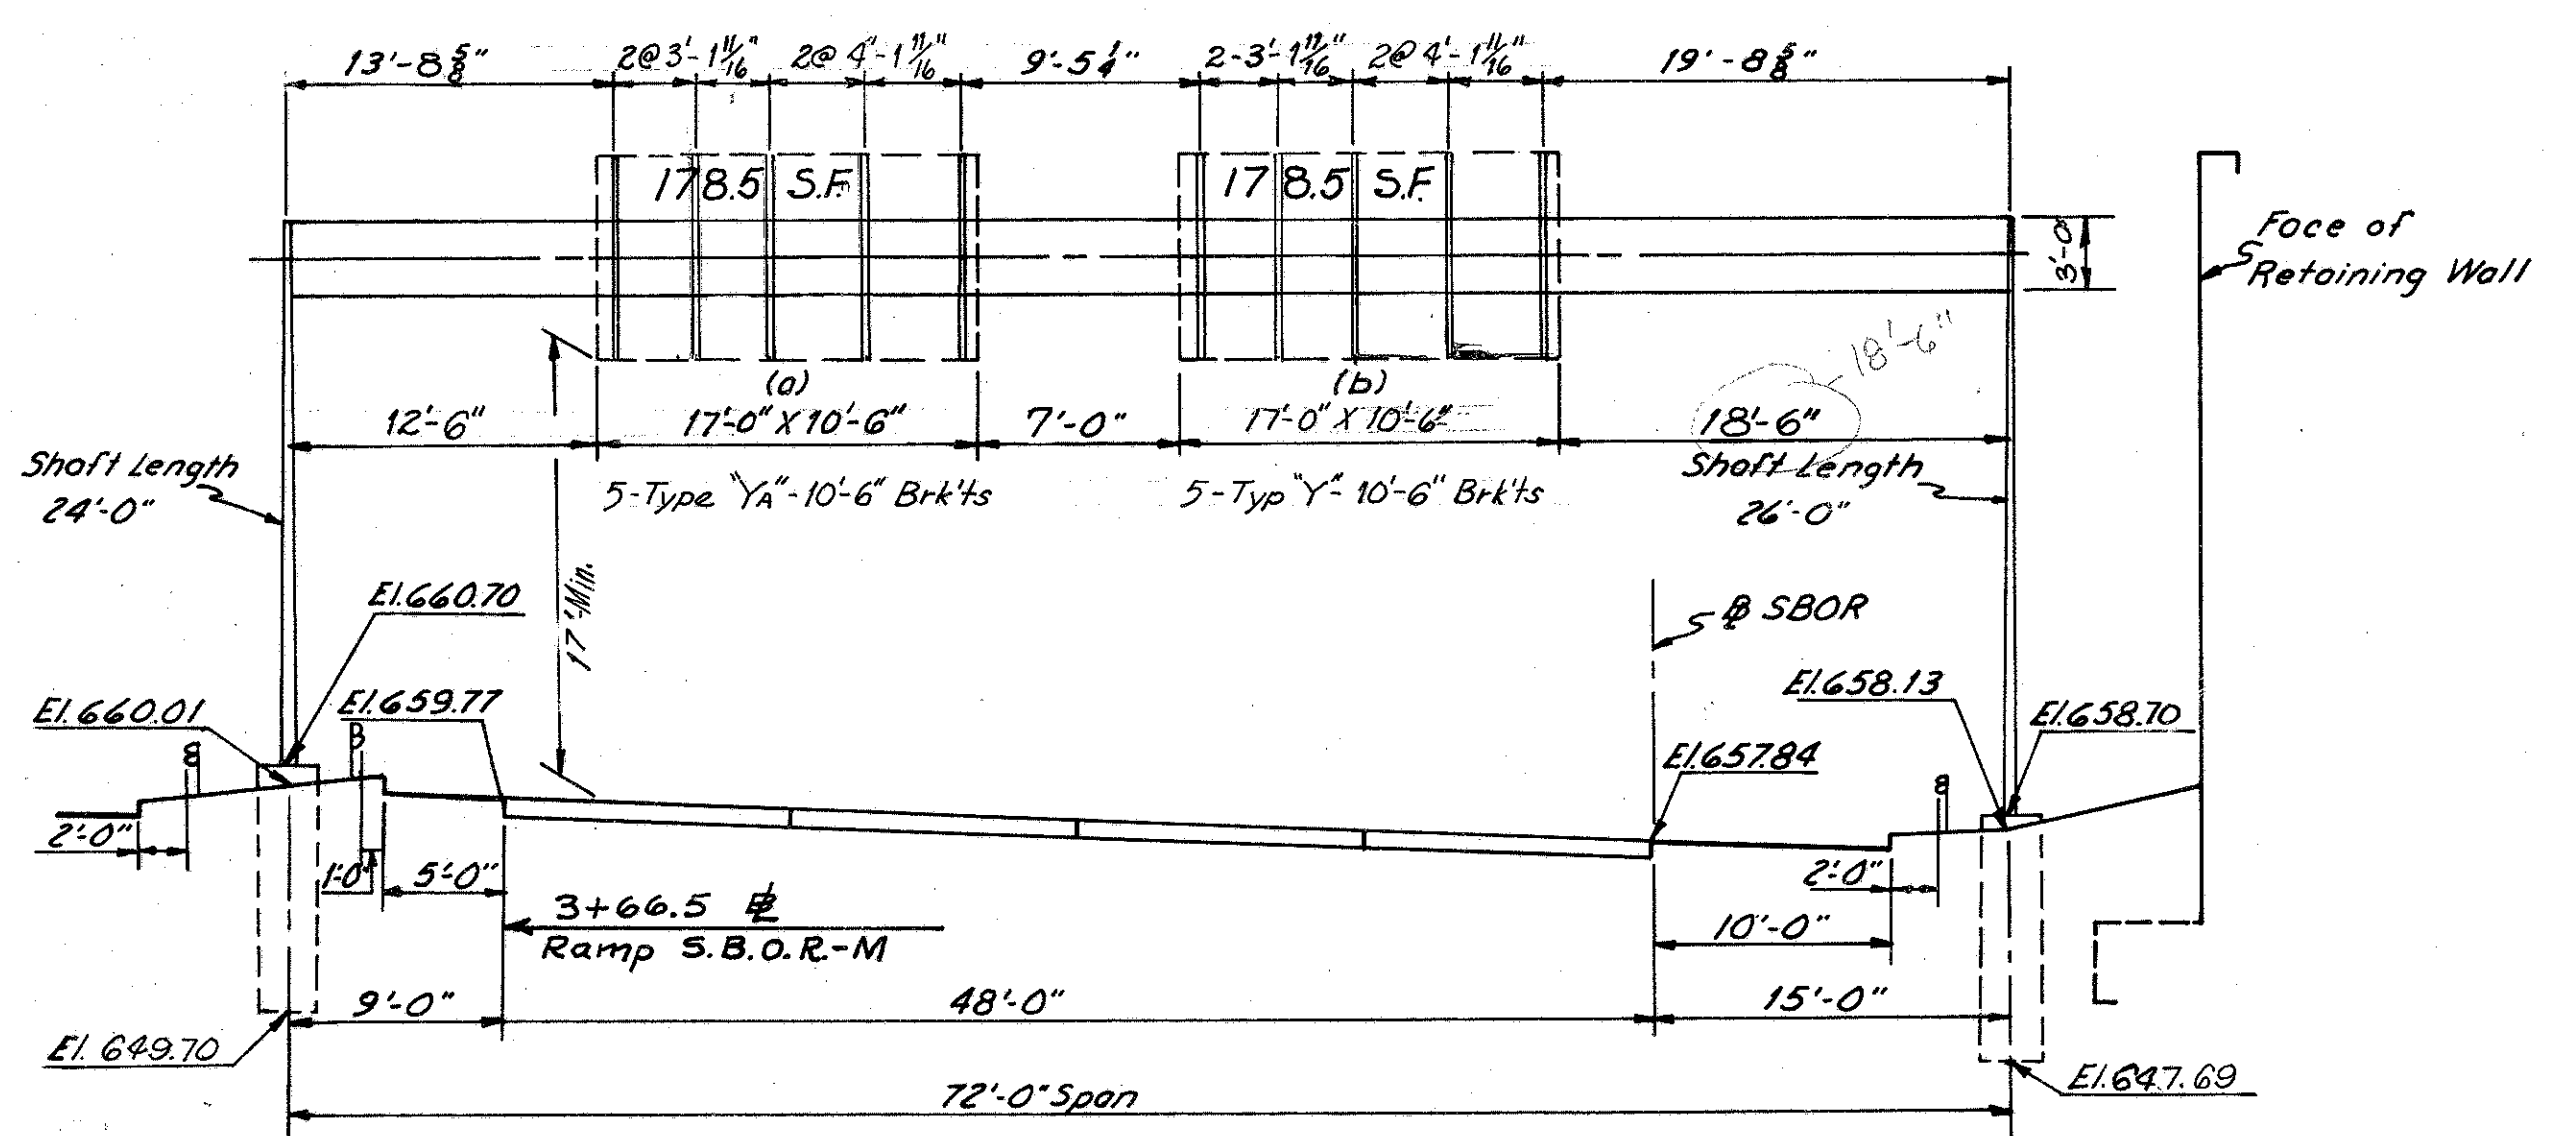 13'-8 5/8"
2@3'-1 11/16"
2@ 4'-1 11/16"
9'-5 1/4"
2-3'-1 11/16"
2@ 4'-1 11/16"
19'-8 5/8"
178.5 S.F.
178.5 S.F.
3'-0
Face of
Retaining Wall
18'-6"
(a)
(b)
12'-6"
17'-0" X 10'-6"
7'-0"
17'-0" X 10'-6"
18'-6"
Shaft Length
24'-0"
5-Type "YA"-10'-6" Brk'ts
5-Typ "Y"-10'-6" Brk'ts
Shaft Length
26'-0"
17'-Min.
El.660.70
SBOR
El.660.01
El.659.77
El.658.13
El.658.70
El.657.84
2'-0"
1'-0"
5'-0"
2'-0"
3+66.5
Ramp S.B.O.R.-M
10'-0"
9'-0"
48'-0"
15'-0"
El. 649.70
El.647.69
72'-0" Span